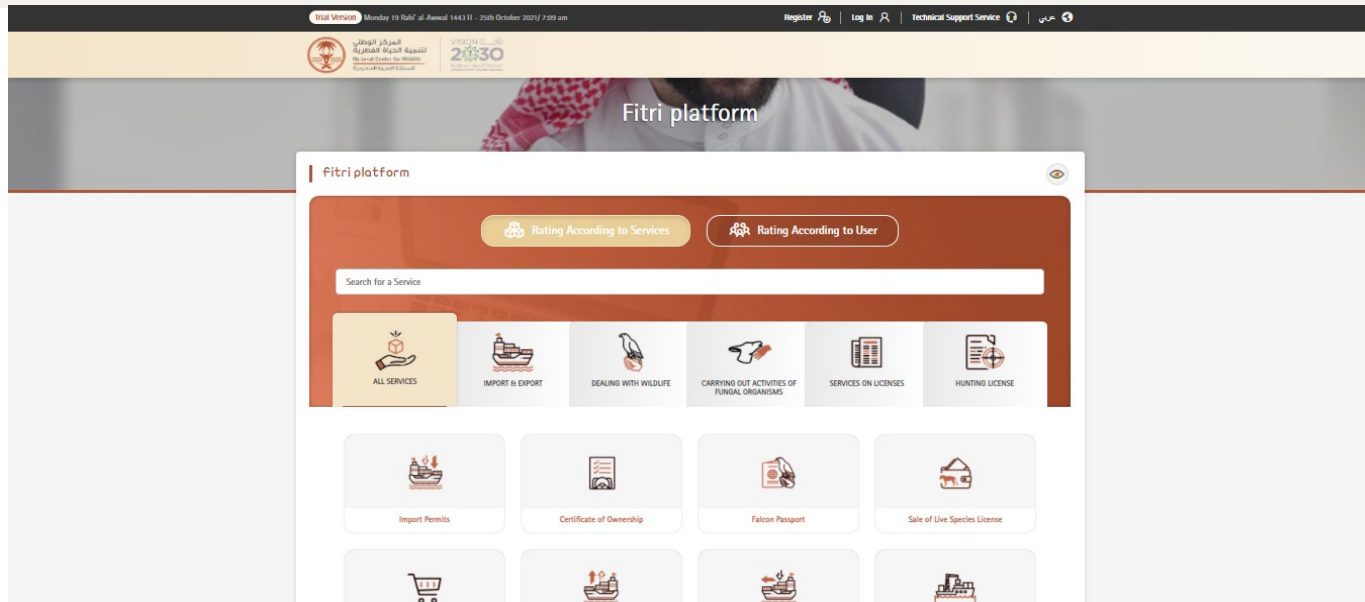 Trial Version Monday 19 Rabi' al-Awwal 1443 H - 25th October 2021/ 7:09 am
Register
Log in
Technical Support Service
عربي
المركز الوطني
لتنمية الحياة الفطرية
National Center for Wildlife
VISION
2030
Fitri platform
Fitri platform
Rating According to Services
Rating According to User
Search for a Service
ALL SERVICES
IMPORT & EXPORT
DEALING WITH WILDLIFE
CARRYING OUT ACTIVITIES OF
FUNGAL ORGANISMS
SERVICES ON LICENSES
HUNTING LICENSE
Import Permits
Certificate of Ownership
Falcon Passport
Sale of Live Species License